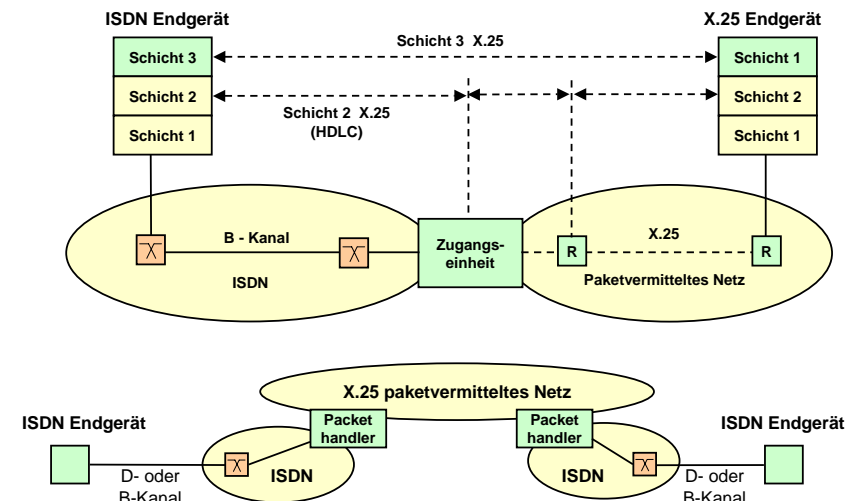 ISDN Endgerät
X.25 Endgerät
Schicht 3
Schicht 3 X.25
Schicht 1
Schicht 2
Schicht 2 X.25
(HDLC)
Schicht 2
Schicht 1
Schicht 1
B - Kanal
ISDN
Zugangs-
einheit
R
X.25
R
Paketvermitteltes Netz
X.25 paketvermitteltes Netz
ISDN Endgerät
Packet
handler
Packet
handler
ISDN Endgerät
ISDN
ISDN
D- oder
B-Kanal
D- oder
B-Kanal